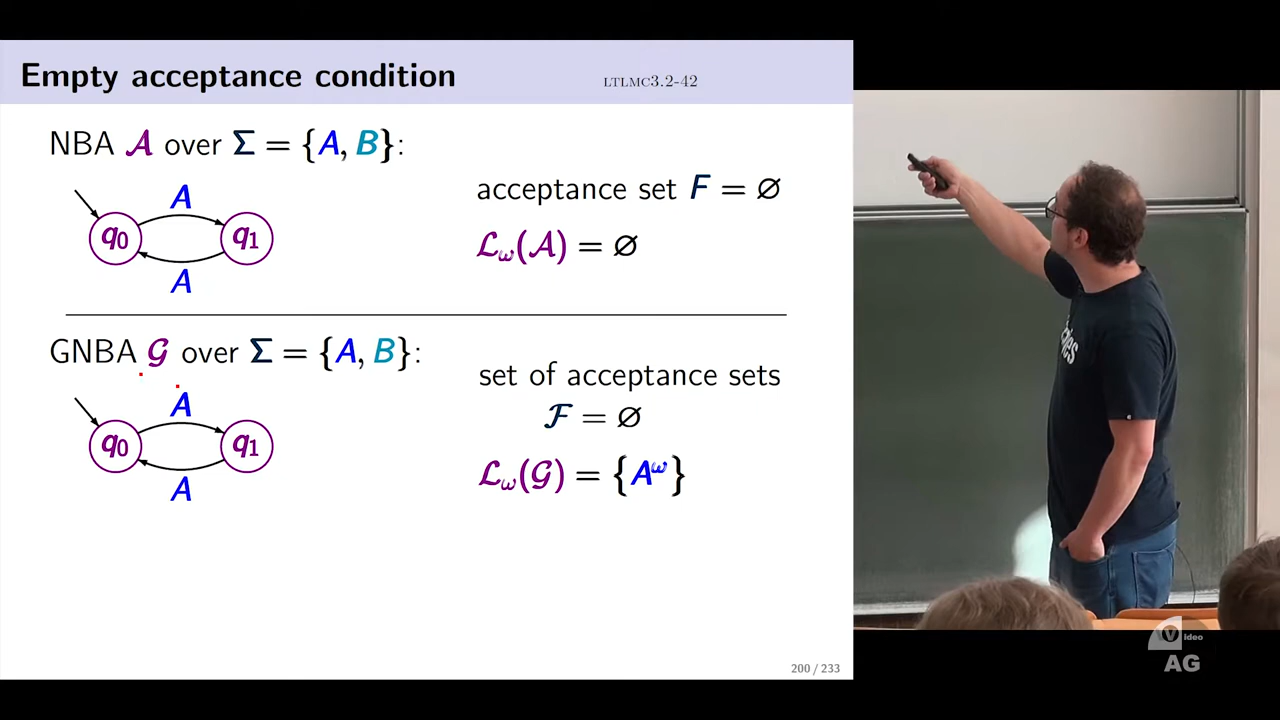 Empty acceptance condition LTLMC3.2-42
NBA 𝒜 over Σ = {A, B}:
A
q₀ q₁
A
acceptance set F = ∅
ℒω(𝒜) = ∅
GNBA 𝒢 over Σ = {A, B}:
A
q₀ q₁
A
set of acceptance sets
ℱ = ∅
ℒω(𝒢) = {Aω}
200 / 233
Video
AG